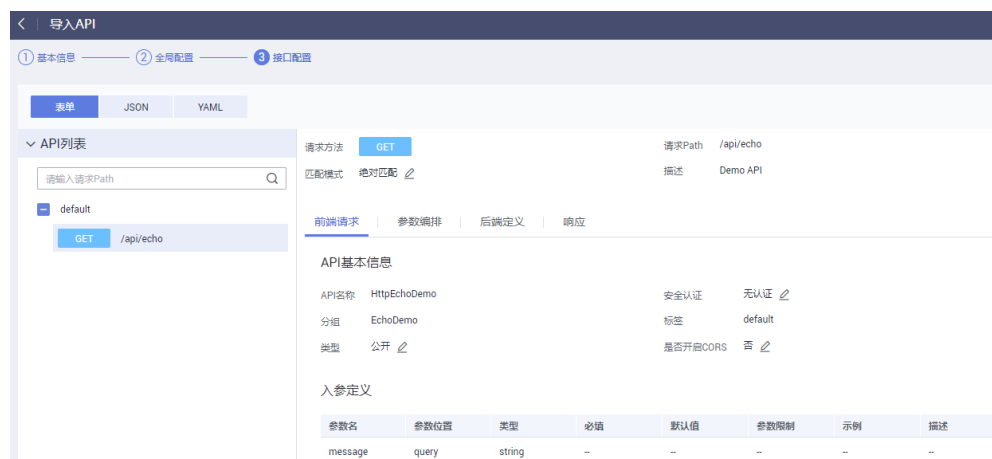 导入API
1 基本信息 2 全局配置 3 接口配置
表单 JSON YAML
API列表
请输入请求Path
default
GET /api/echo
请求方法 GET 请求Path /api/echo
匹配模式 绝对匹配 描述 Demo API
前端请求 参数编排 后端定义 响应
API基本信息
API名称 HttpEchoDemo 安全认证 无认证
分组 EchoDemo 标签 default
类型 公开 是否开启CORS 否
入参定义
参数名 参数位置 类型 必填 默认值 参数限制 示例 描述
message query string -- -- -- -- --